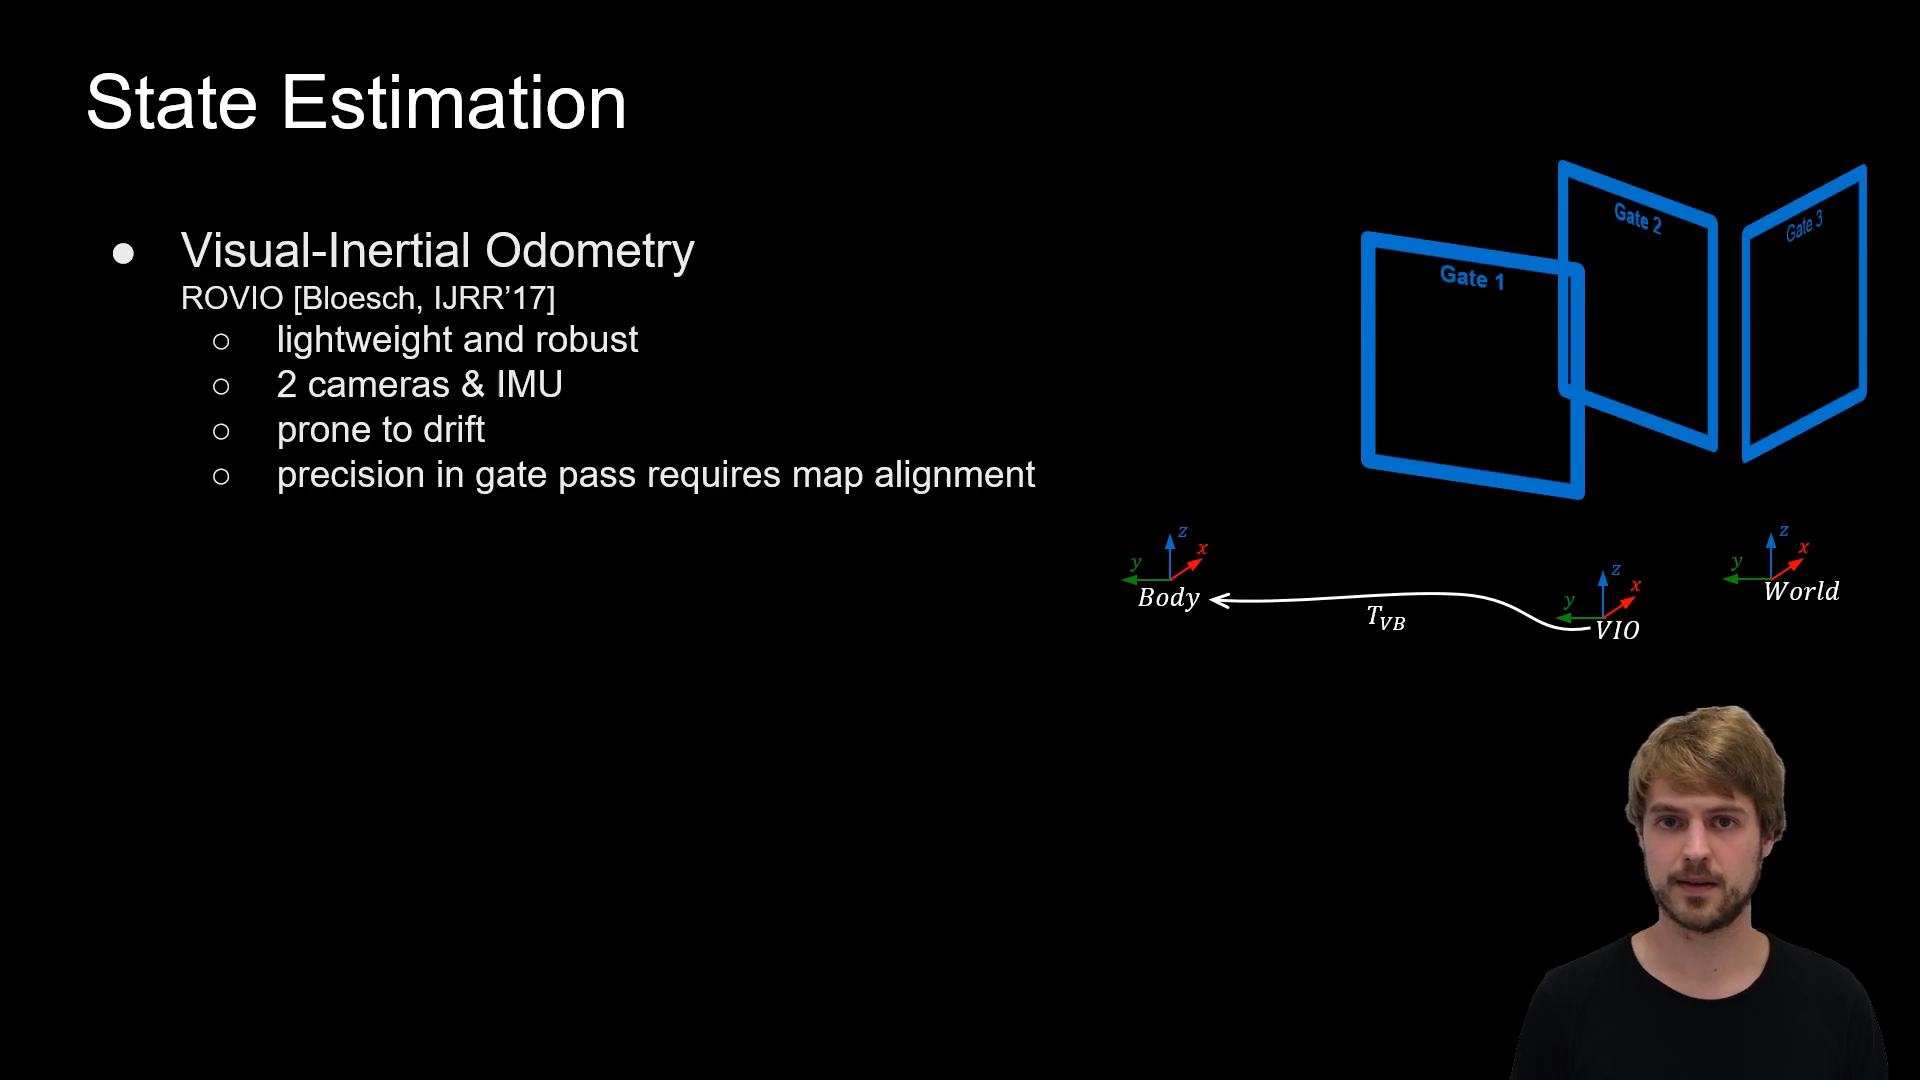 State Estimation
● Visual-Inertial Odometry
ROVIO [Bloesch, IJRR’17]
○ lightweight and robust
○ 2 cameras & IMU
○ prone to drift
○ precision in gate pass requires map alignment
Gate 1
Gate 2
Gate 3
z
x
y
Body
T_VB
z
x
y
VIO
z
x
y
World